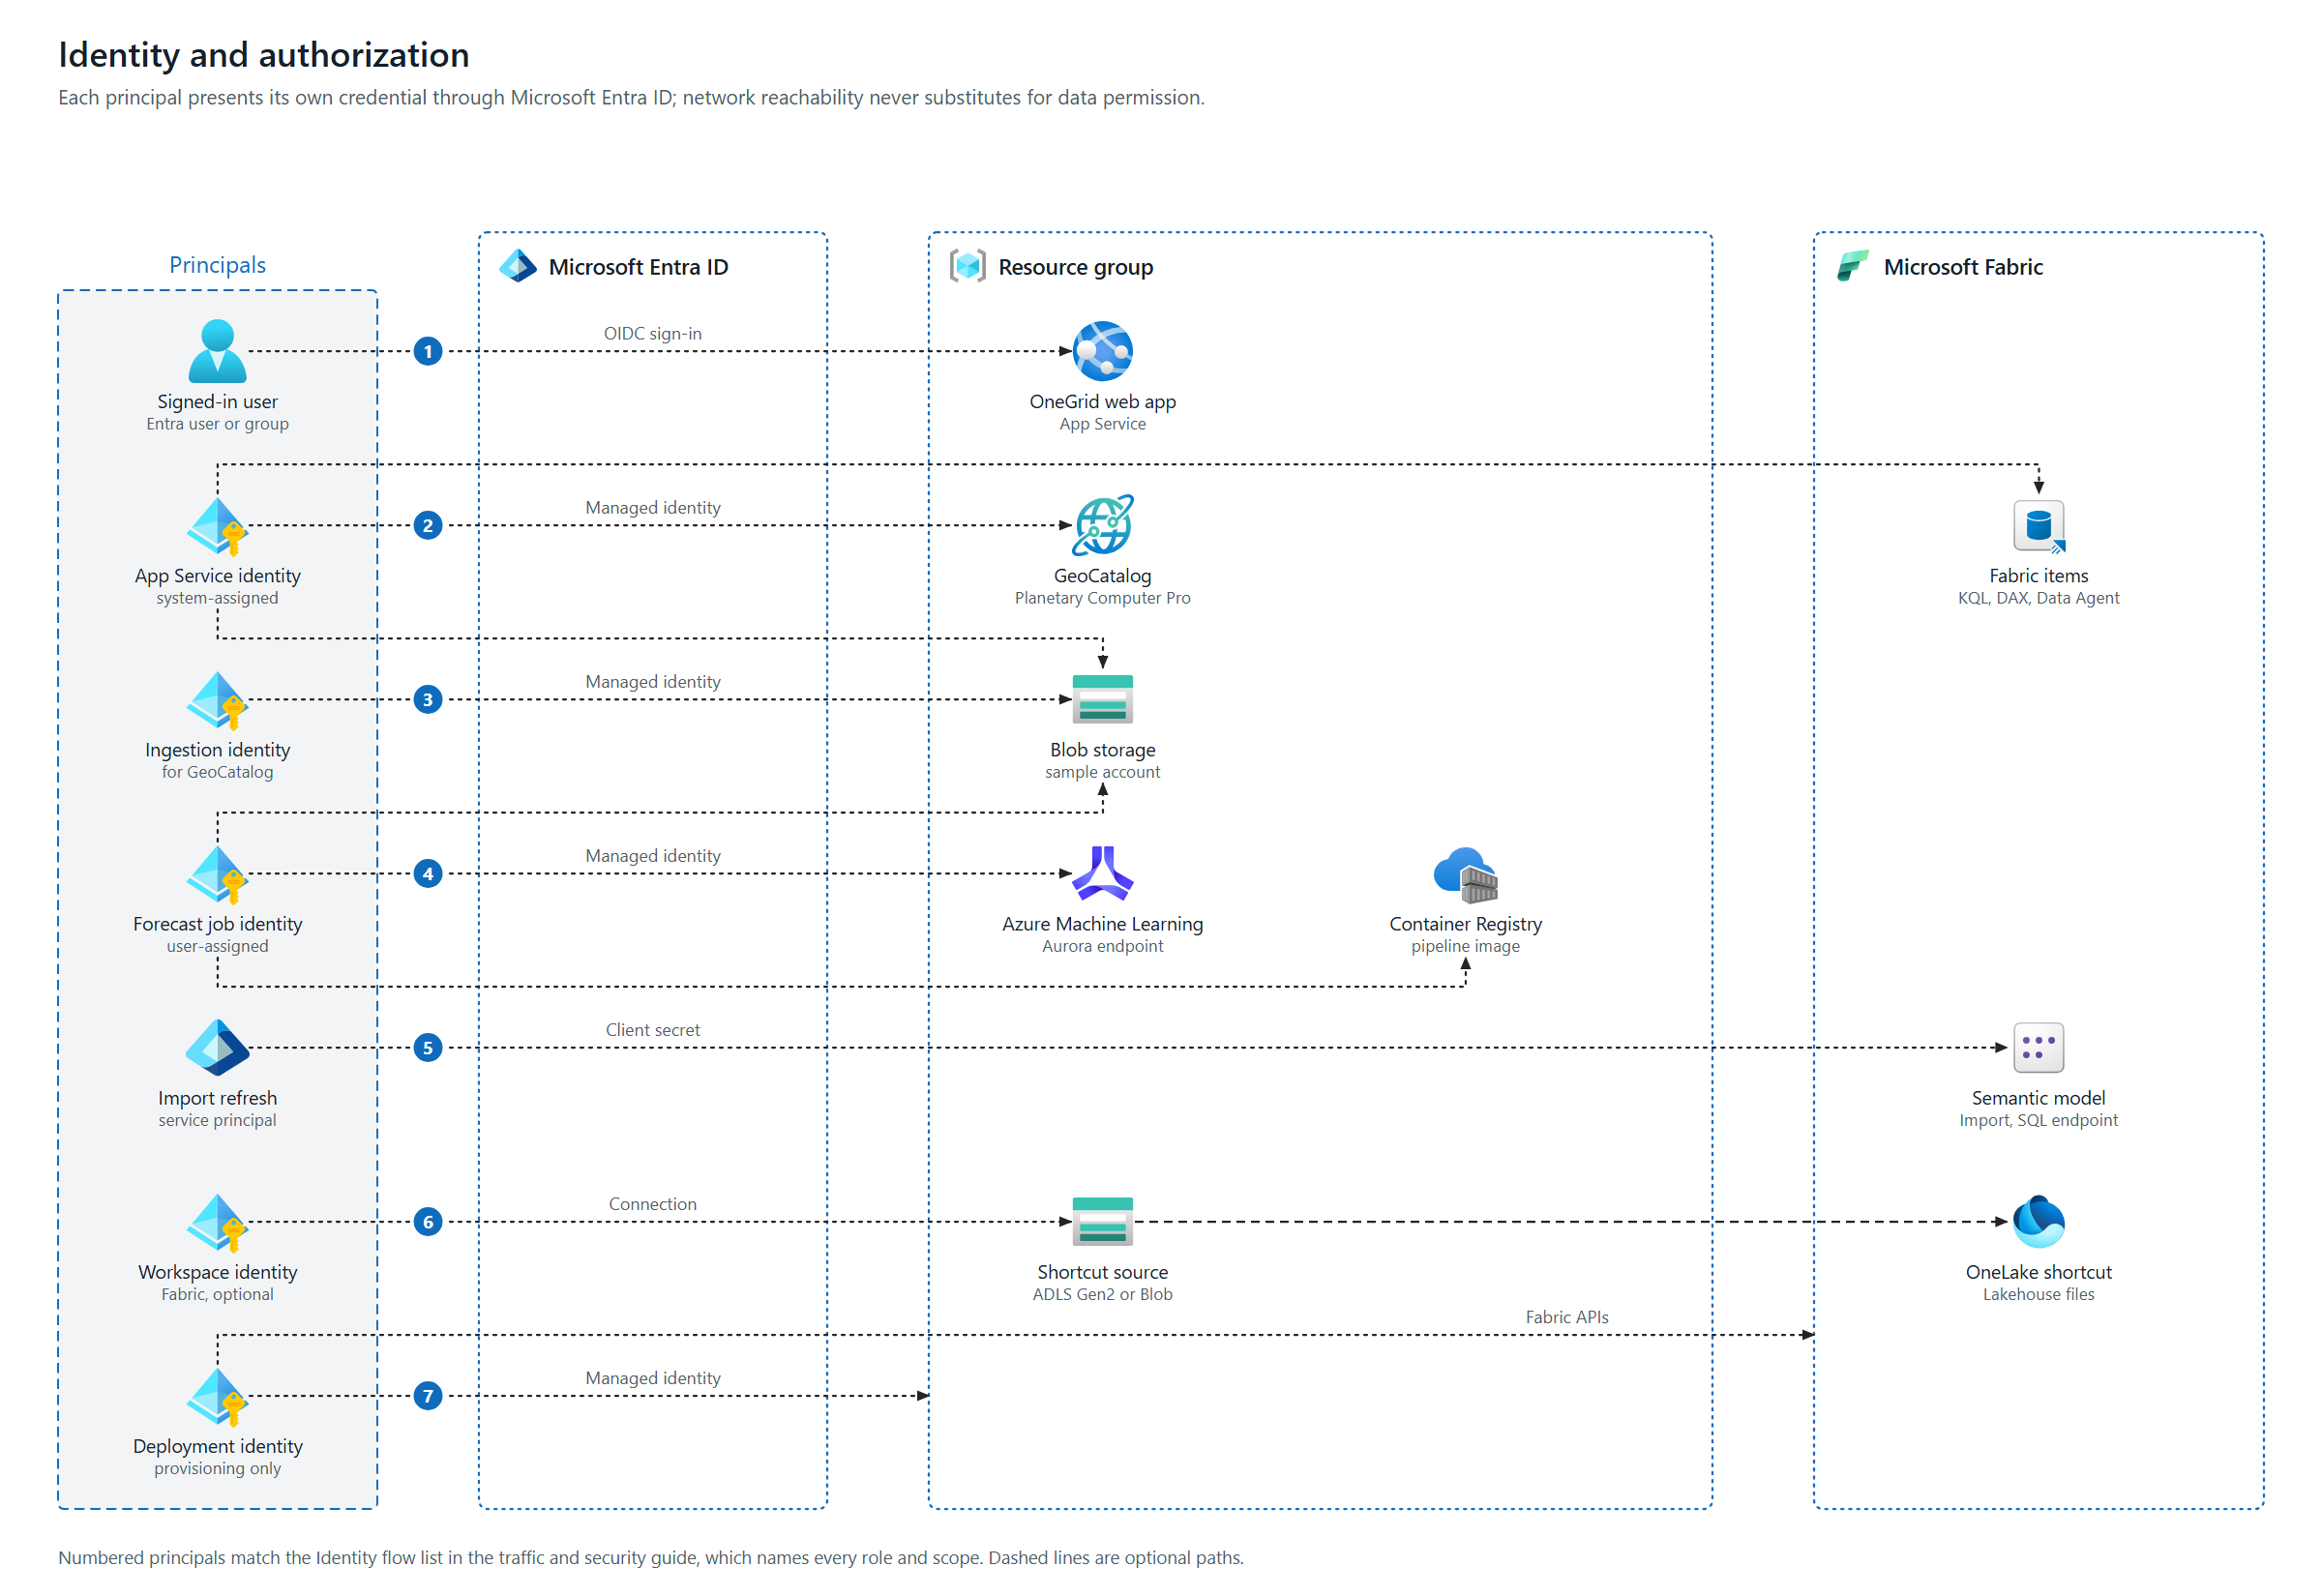 Identity and authorization
Each principal presents its own credential through Microsoft Entra ID; network reachability never substitutes for data permission.
Principals
Microsoft Entra ID
Resource group
Microsoft Fabric
1
OIDC sign-in
Signed-in user
Entra user or group
OneGrid web app
App Service
2
Managed identity
App Service identity
system-assigned
GeoCatalog
Planetary Computer Pro
Fabric items
KQL, DAX, Data Agent
3
Managed identity
Ingestion identity
for GeoCatalog
Blob storage
sample account
4
Managed identity
Forecast job identity
user-assigned
Azure Machine Learning
Aurora endpoint
Container Registry
pipeline image
5
Client secret
Import refresh
service principal
Semantic model
Import, SQL endpoint
6
Connection
Workspace identity
Fabric, optional
Shortcut source
ADLS Gen2 or Blob
OneLake shortcut
Lakehouse files
Fabric APIs
7
Managed identity
Deployment identity
provisioning only
Numbered principals match the Identity flow list in the traffic and security guide, which names every role and scope. Dashed lines are optional paths.